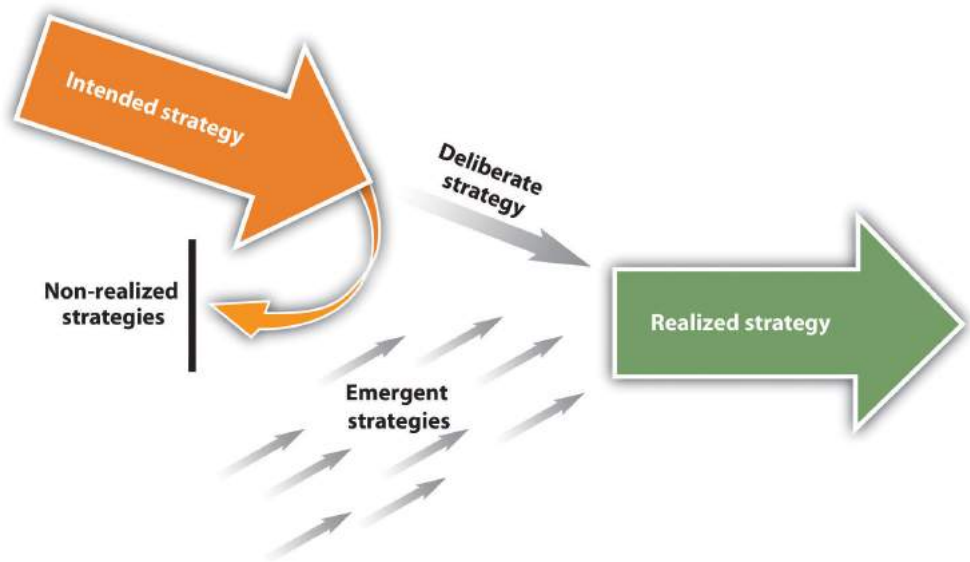 Intended strategy
Deliberate
strategy
Non-realized
strategies
Realized strategy
Emergent
strategies